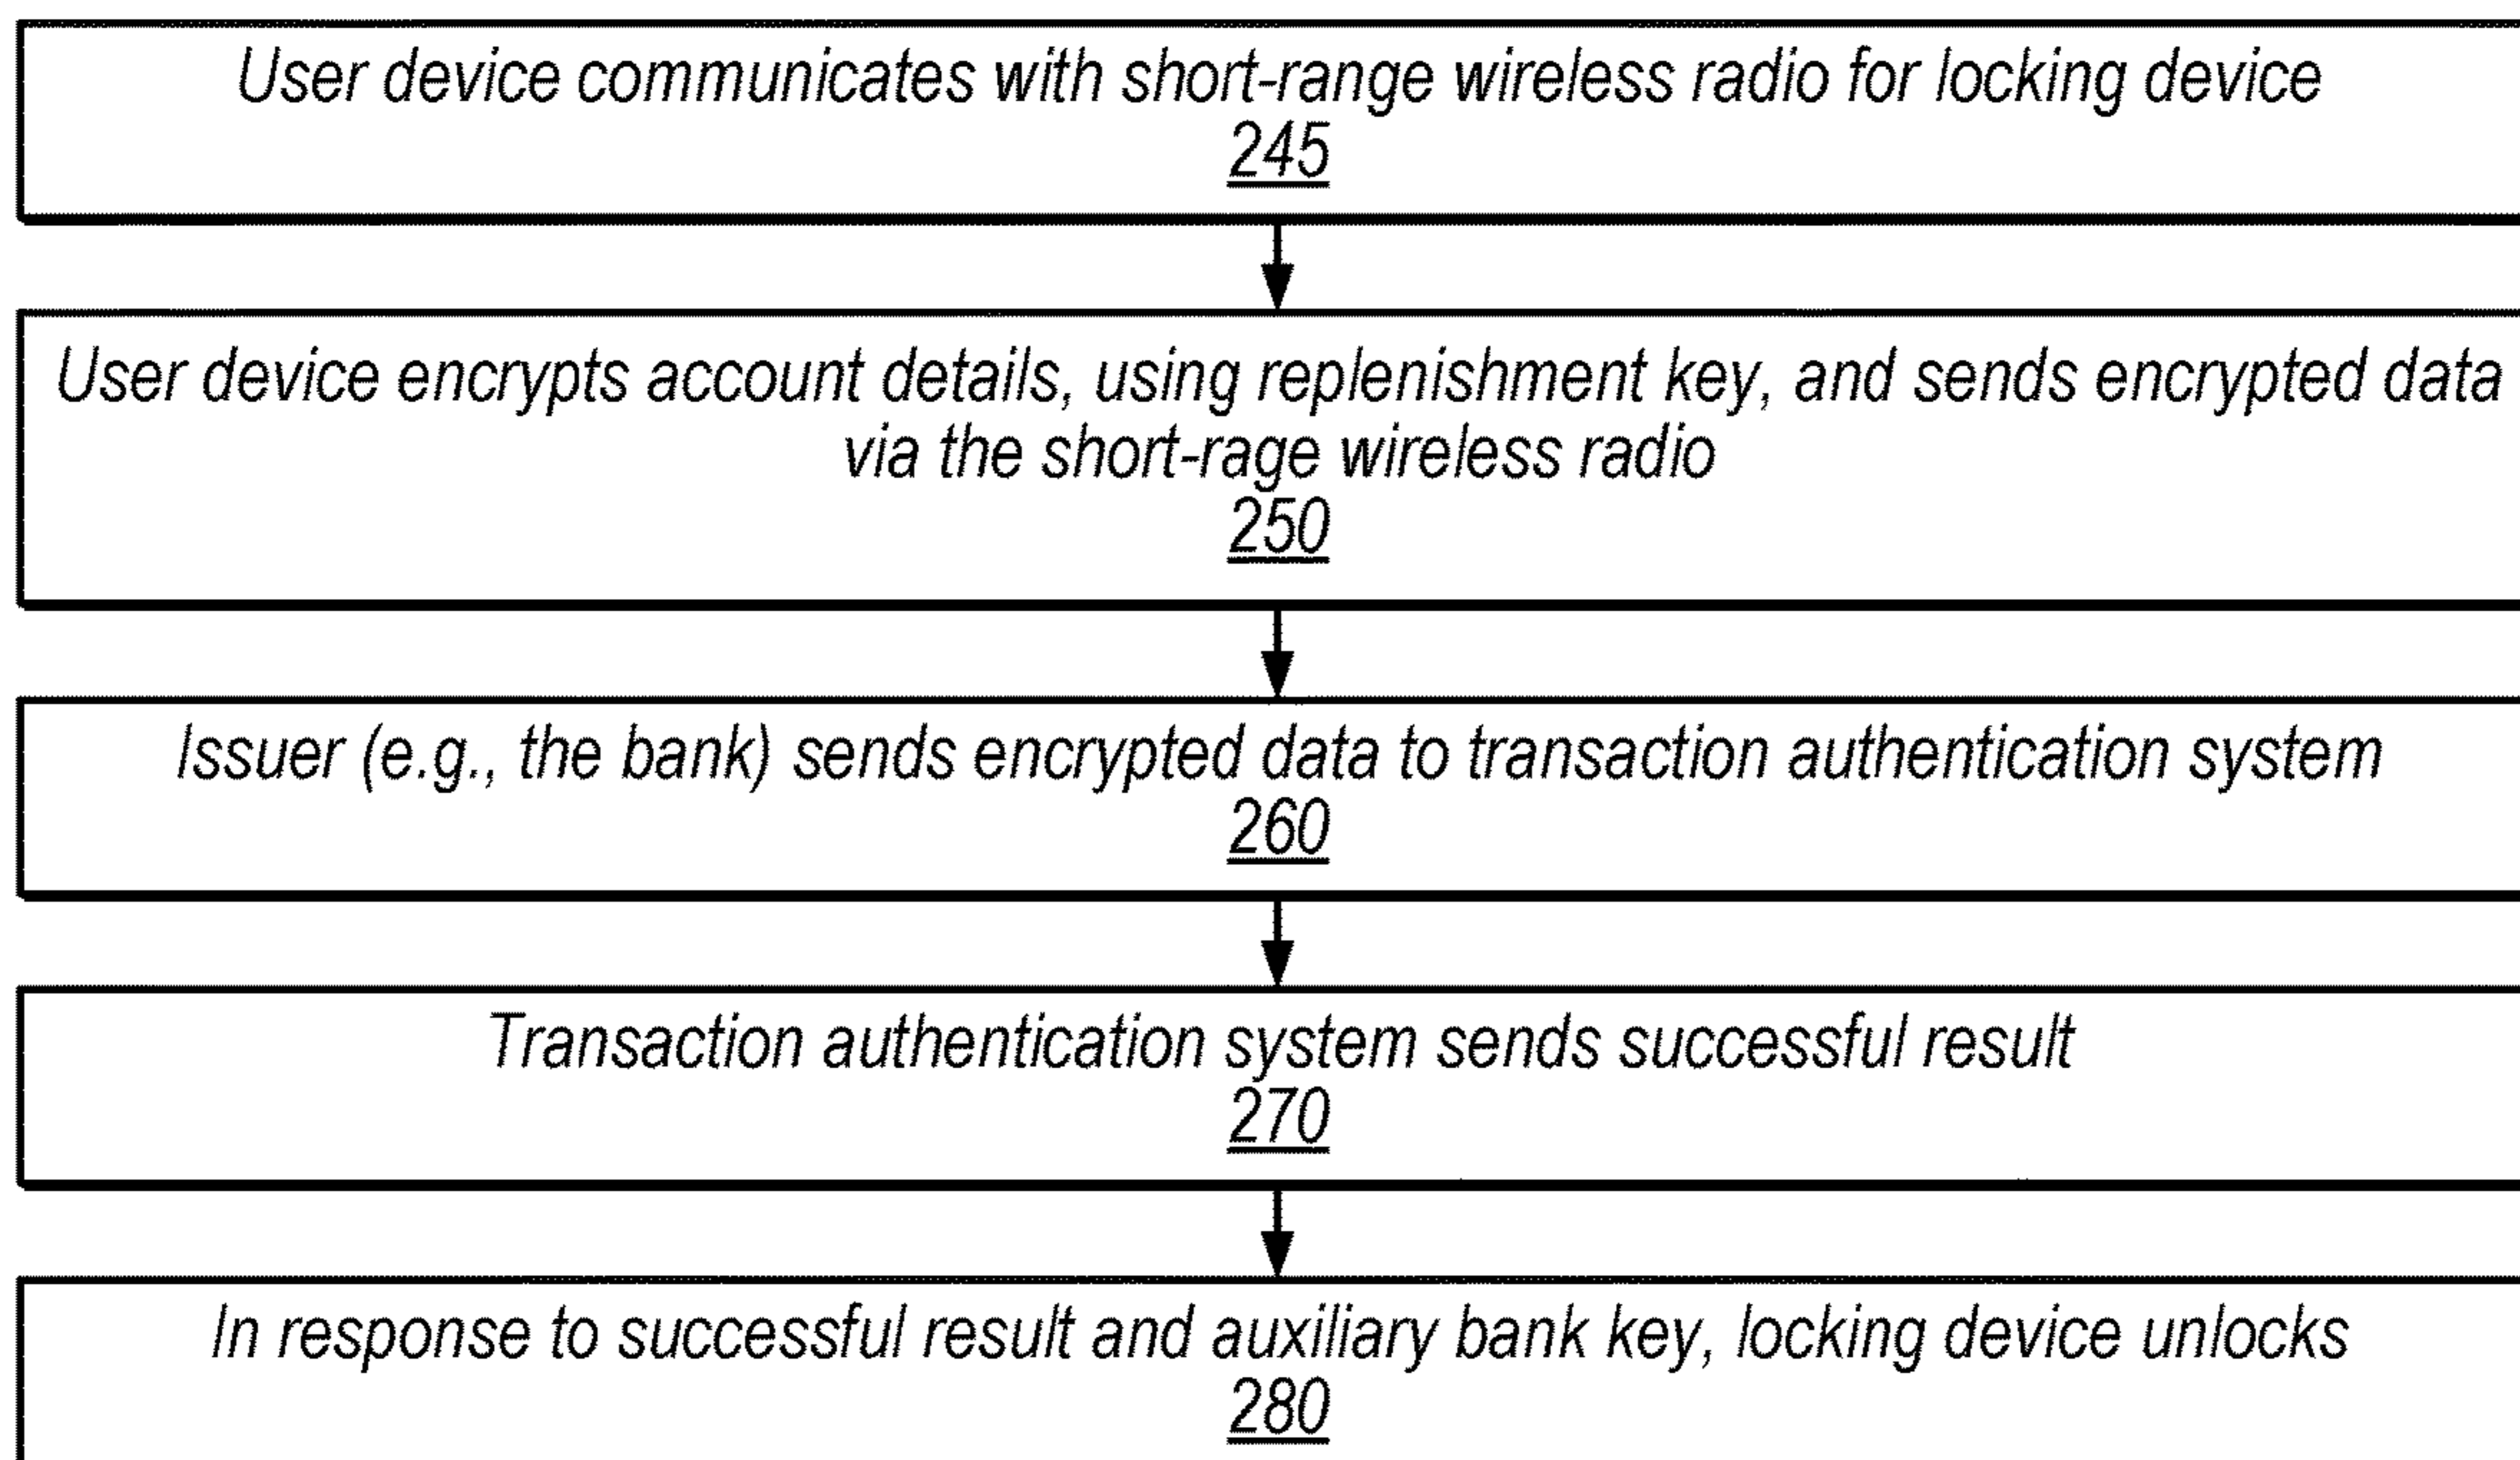 User device communicates with short-range wireless radio for locking device
245
User device encrypts account details, using replenishment key, and sends encrypted data
via the short-rage wireless radio
250
Issuer (e.g., the bank) sends encrypted data to transaction authentication system
260
Transaction authentication system sends successful result
270
In response to successful result and auxiliary bank key, locking device unlocks
280